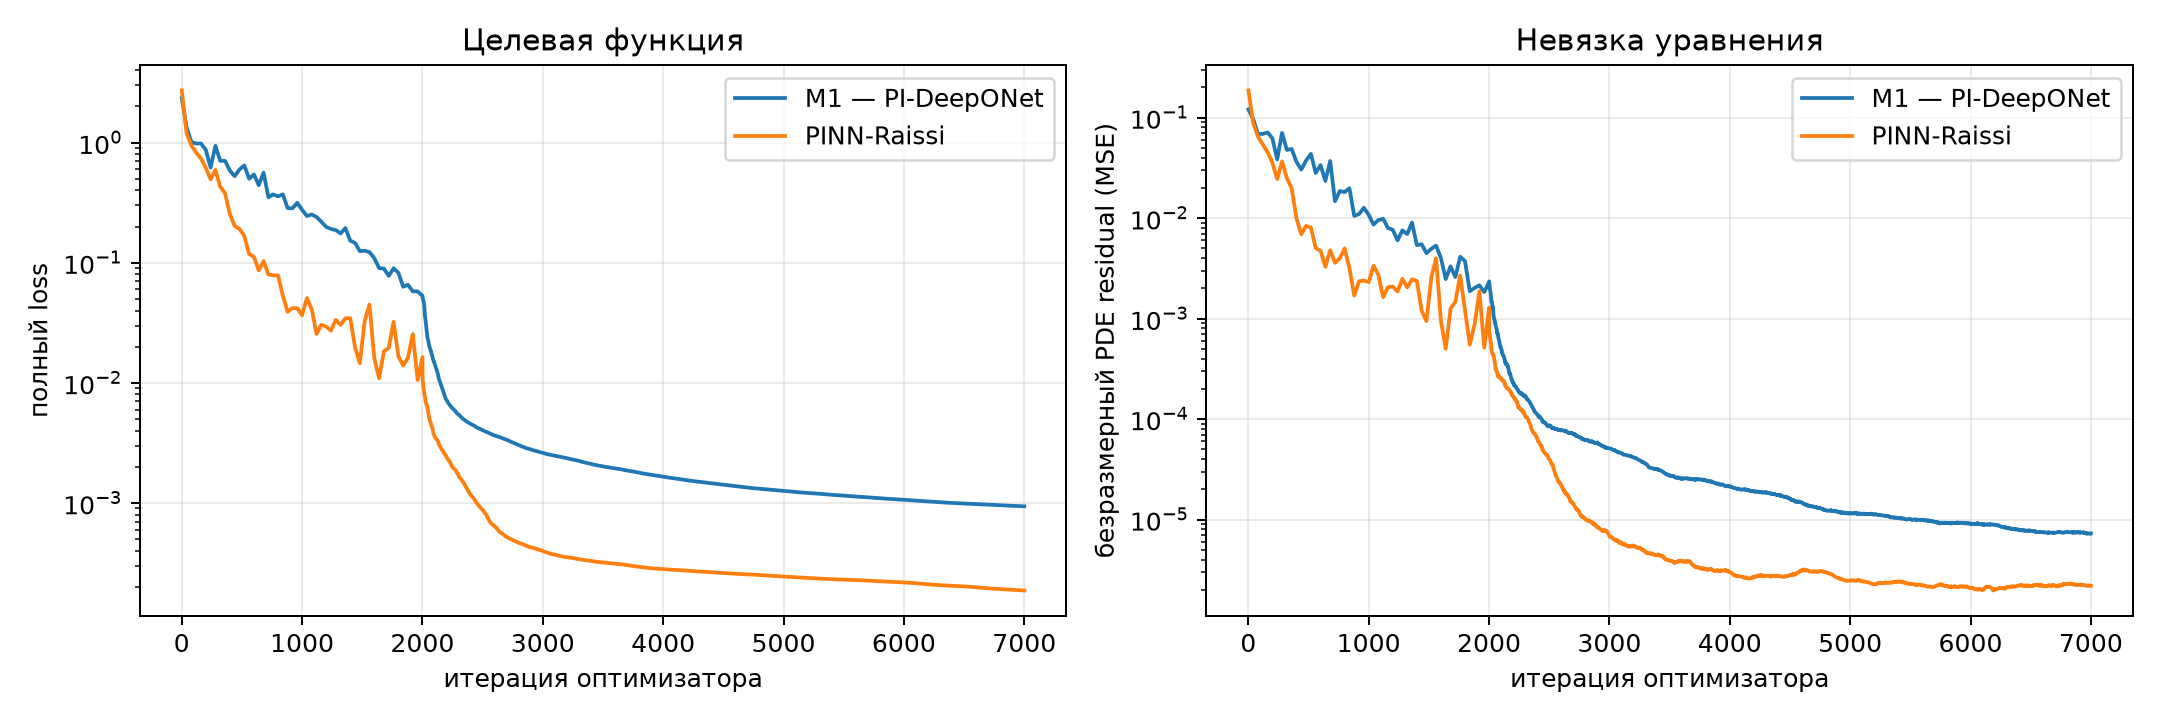 Целевая функция
полный loss
10⁰
10⁻¹
10⁻²
10⁻³
M1 — PI-DeepONet
PINN-Raissi
0 1000 2000 3000 4000 5000 6000 7000
итерация оптимизатора
Невязка уравнения
безразмерный PDE residual (MSE)
10⁻¹
10⁻²
10⁻³
10⁻⁴
10⁻⁵
M1 — PI-DeepONet
PINN-Raissi
0 1000 2000 3000 4000 5000 6000 7000
итерация оптимизатора